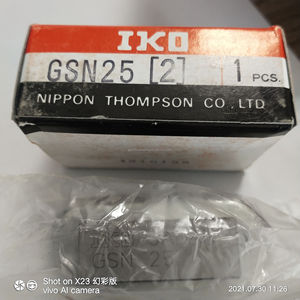 IKO
GSN25 [2] 1 PCS.
NIPPON THOMPSON CO., LTD
GSN 25
Shot on X23 幻彩版
vivo AI camera
2021.07.30 11:26